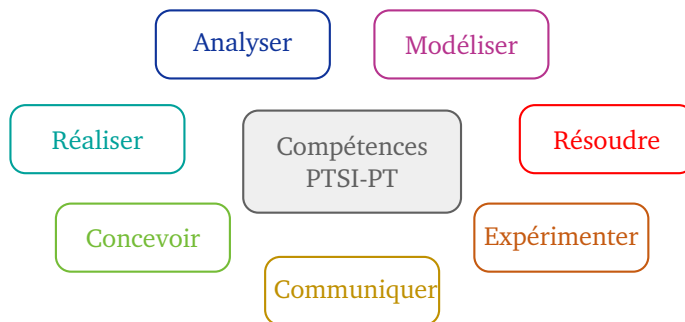 Analyser
Modéliser
Réaliser
Compétences
PTSI-PT
Résoudre
Concevoir
Expérimenter
Communiquer